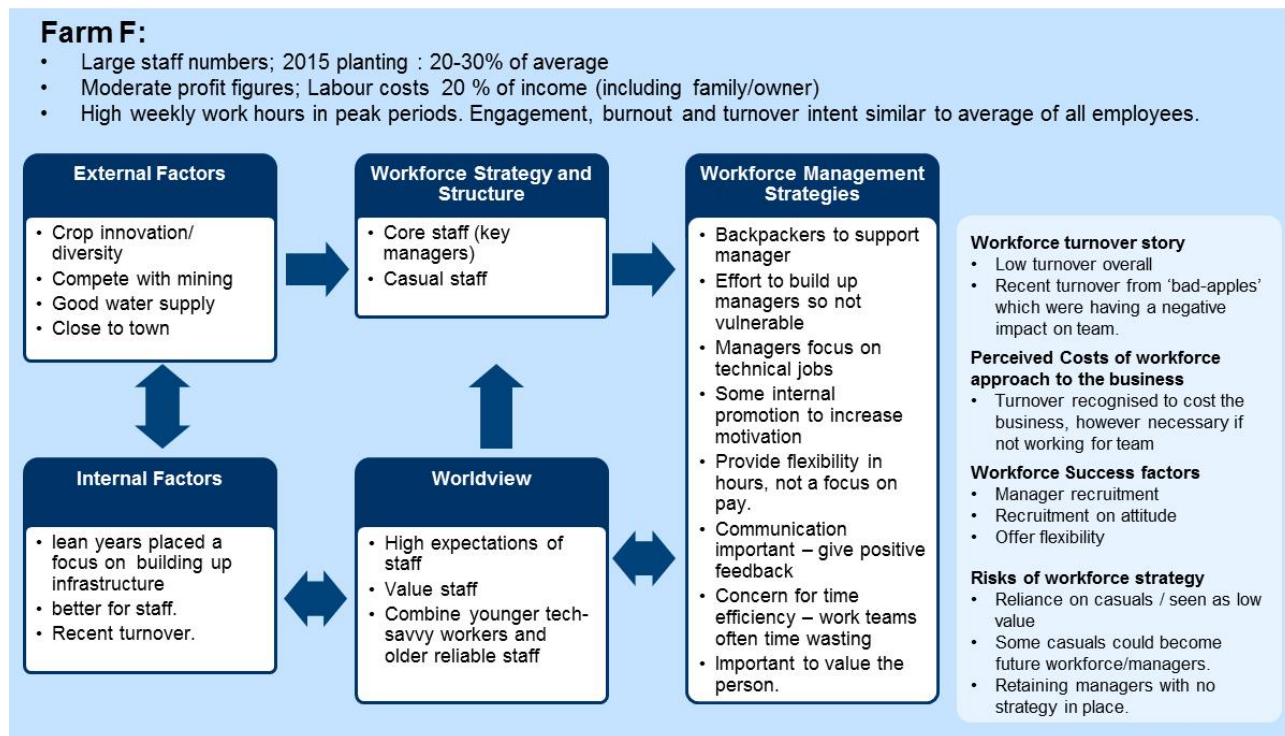 Farm F:
• Large staff numbers; 2015 planting : 20-30% of average
• Moderate profit figures; Labour costs 20 % of income (including family/owner)
• High weekly work hours in peak periods. Engagement, burnout and turnover intent similar to average of all employees.
External Factors
• Crop innovation/
diversity
• Compete with mining
• Good water supply
• Close to town
Workforce Strategy and
Structure
• Core staff (key
managers)
• Casual staff
Workforce Management
Strategies
• Backpackers to support
manager
• Effort to build up
managers so not
vulnerable
• Managers focus on
technical jobs
• Some internal
promotion to increase
motivation
• Provide flexibility in
hours, not a focus on
pay.
• Communication
important – give positive
feedback
• Concern for time
efficiency – work teams
often time wasting
• Important to value the
person.
Internal Factors
• lean years placed a
focus on building up
infrastructure
• better for staff.
• Recent turnover.
Worldview
• High expectations of
staff
• Value staff
• Combine younger tech-
savvy workers and
older reliable staff
Workforce turnover story
• Low turnover overall
• Recent turnover from ‘bad-apples’
which were having a negative
impact on team.
Perceived Costs of workforce
approach to the business
• Turnover recognised to cost the
business, however necessary if
not working for team
Workforce Success factors
• Manager recruitment
• Recruitment on attitude
• Offer flexibility
Risks of workforce strategy
• Reliance on casuals / seen as low
value
• Some casuals could become
future workforce/managers.
• Retaining managers with no
strategy in place.